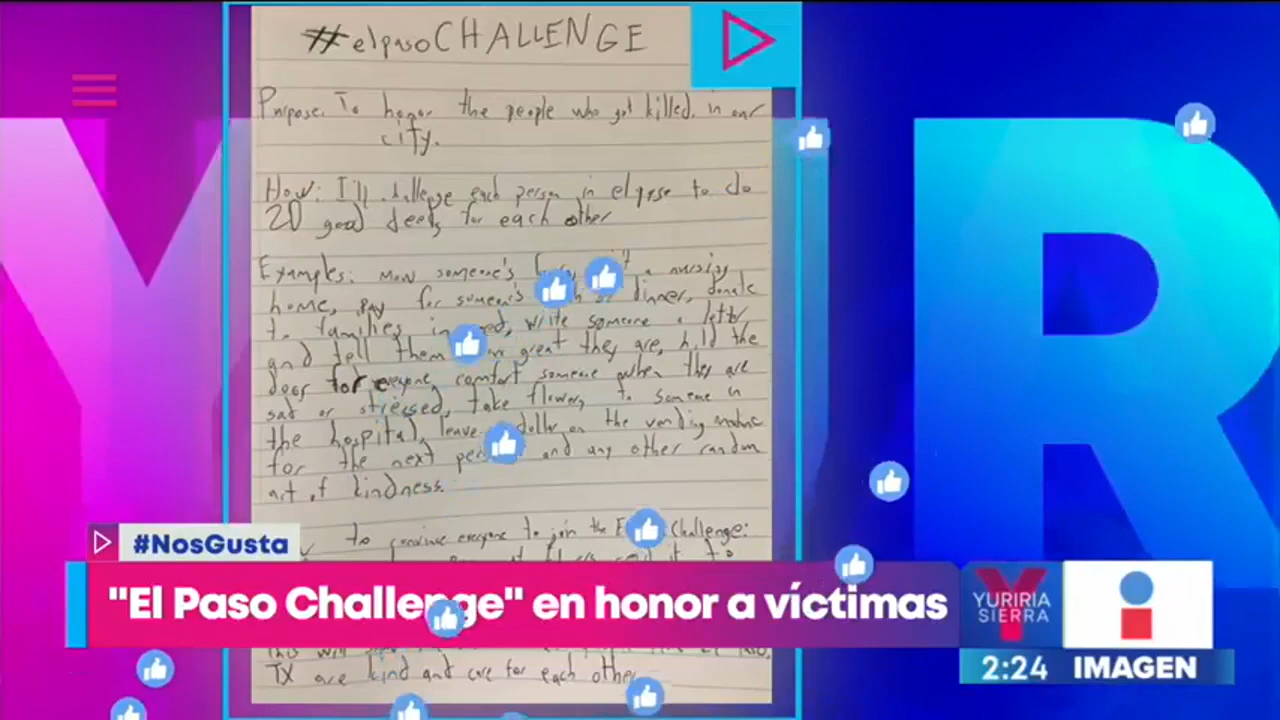 #elpasoCHALLENGE
Purpose: To honor the people who got killed in our
city.
How: I'll challenge each person in elpaso to do
20 good deeds for each other
Examples: mow someone's a nursing
home, pay for someone's or dinner, donate
to families in need, write someone a letter
and tell them how great they are, hold the
door for everyone, comfort someone when they are
sad or stressed, take flowers to someone in
the hospital, leave dollar on the vending machine
for the next person and any other random
act of kindness.
to convince everyone to join the El Challenge:
#NosGusta
"El Paso Challenge" en honor a víctimas
YURIRIA
SIERRA
TX are kind and care for each other
2:24 IMAGEN